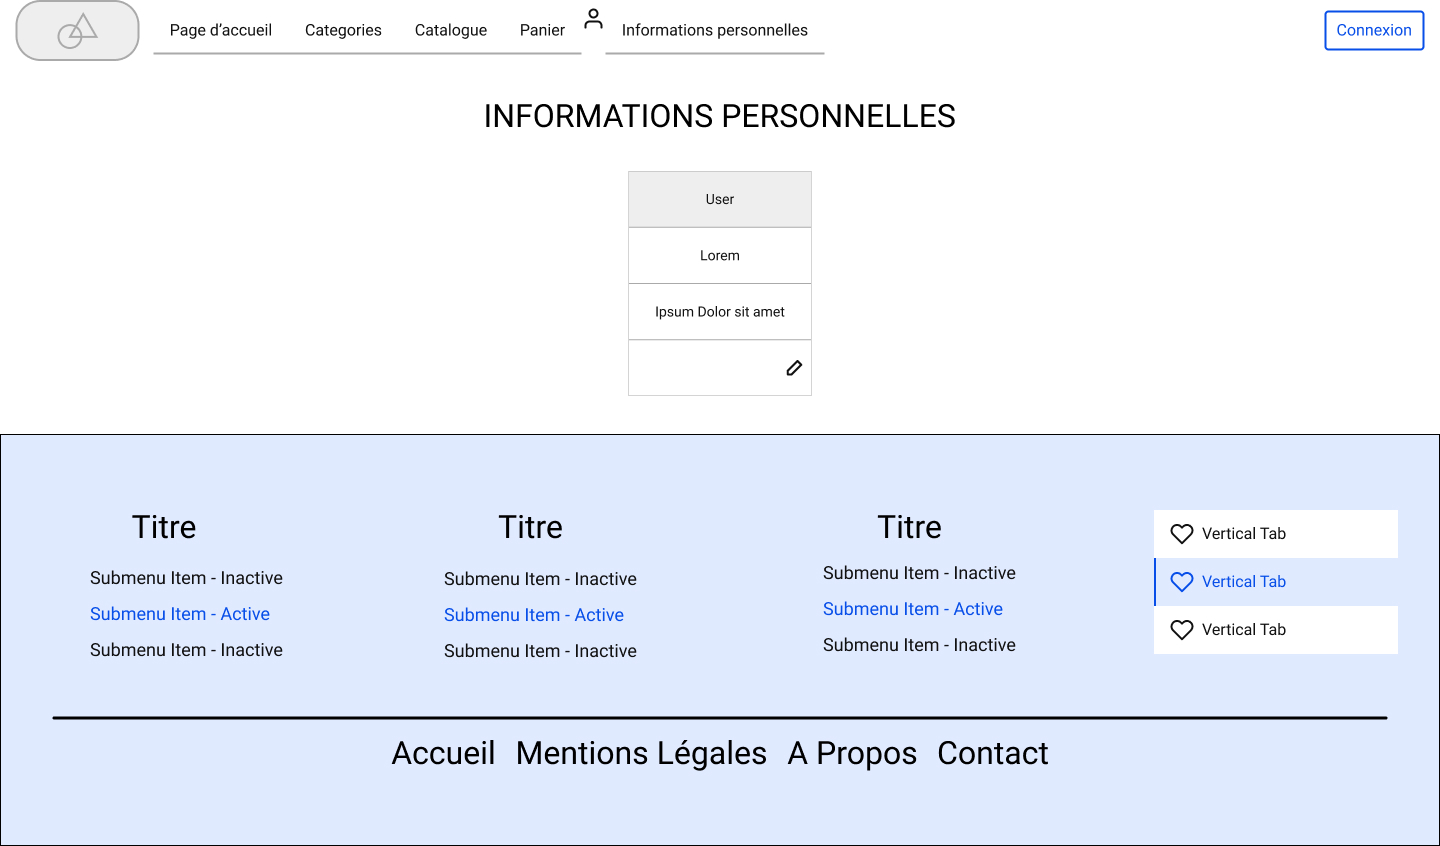 Page d’accueil Categories Catalogue Panier Informations personnelles Connexion
INFORMATIONS PERSONNELLES
User
Lorem
Ipsum Dolor sit amet
Titre
Submenu Item - Inactive
Submenu Item - Active
Submenu Item - Inactive
Titre
Submenu Item - Inactive
Submenu Item - Active
Submenu Item - Inactive
Titre
Submenu Item - Inactive
Submenu Item - Active
Submenu Item - Inactive
Vertical Tab
Vertical Tab
Vertical Tab
Accueil Mentions Légales A Propos Contact